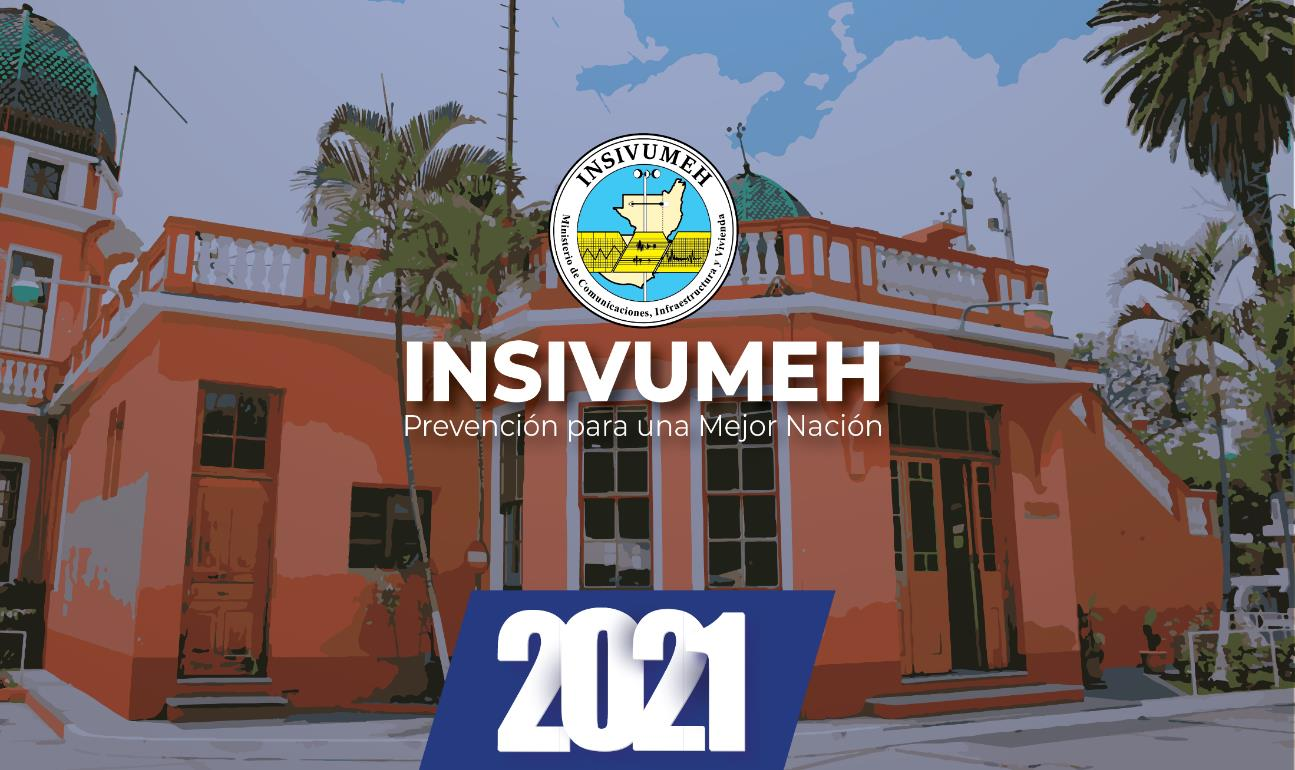 INSIVUMEH
Ministerio de Comunicaciones, Infraestructura y Vivienda
INSIVUMEH
Prevención para una Mejor Nación
2021